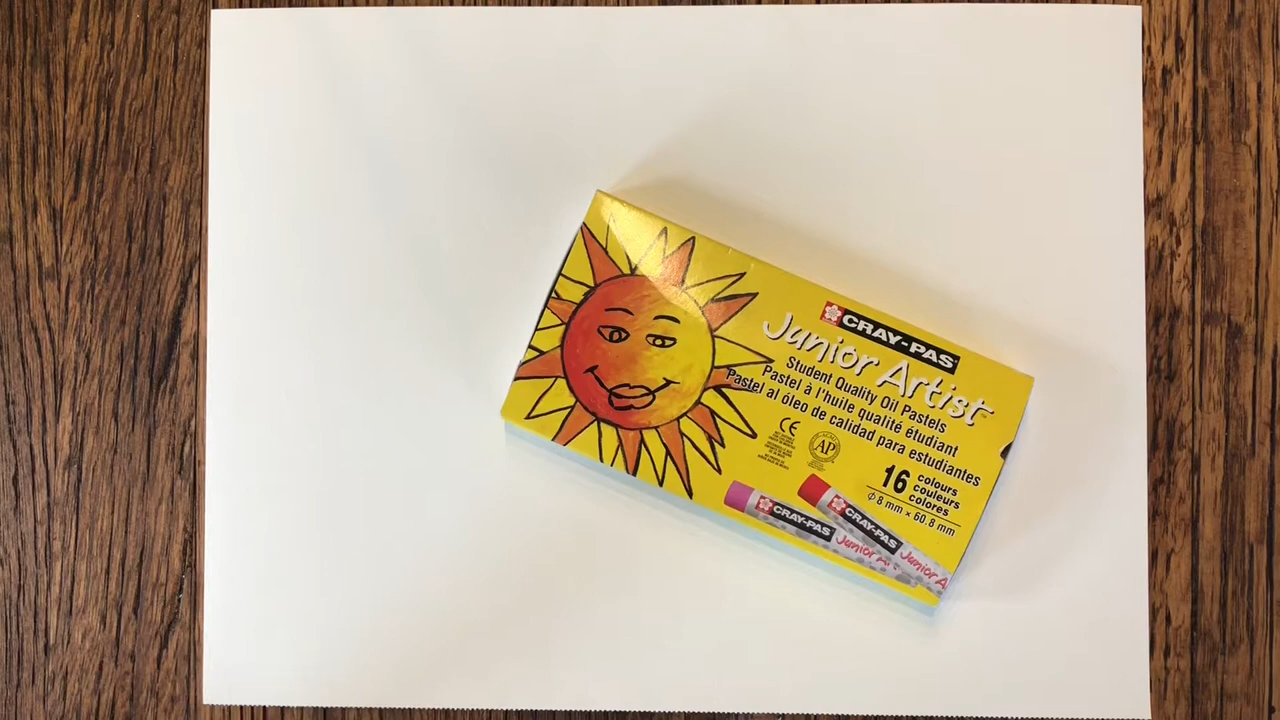 CRAY-PAS
Junior Artist
Student Quality Oil Pastels
Pastel à l'huile qualité étudiant
Pastel al óleo de calidad para estudiantes
CE
AP
16 colours
couleurs
colores
ϕ 8 mm × 60.8 mm
CRAY-PAS
Junior
CRAY-PAS
Junior